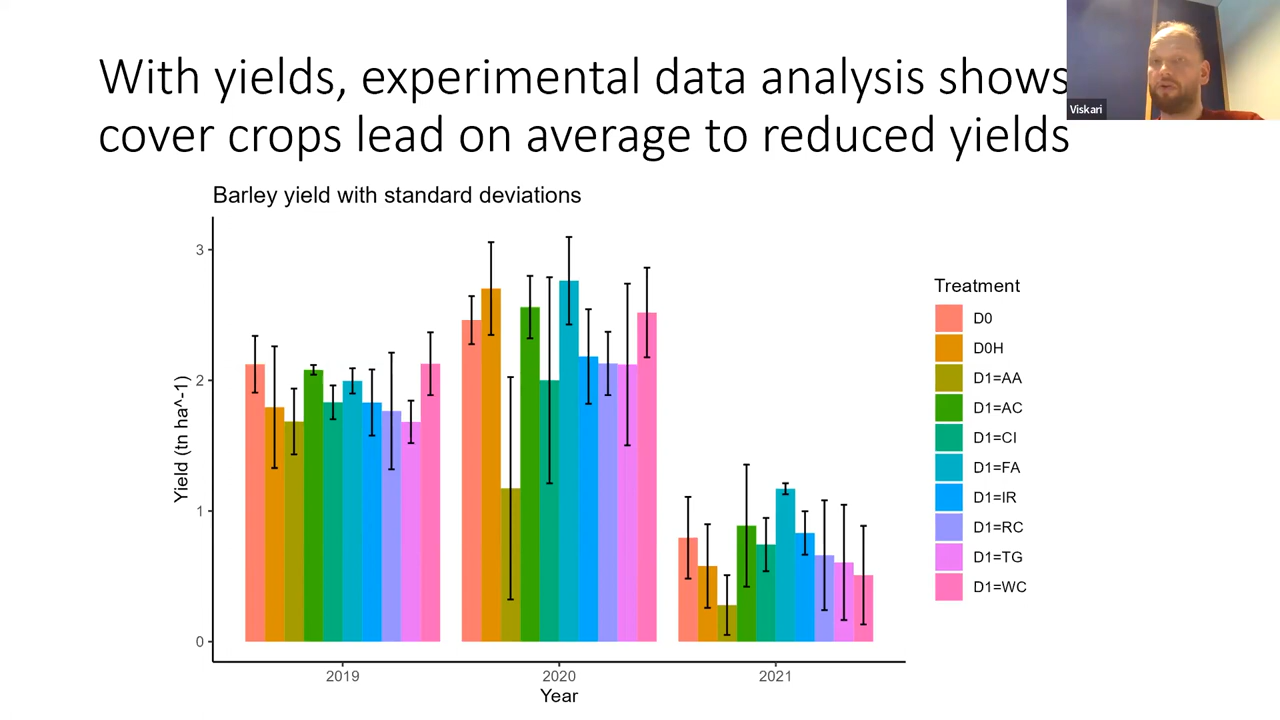 With yields, experimental data analysis shows
cover crops lead on average to reduced yields
Viskari
Barley yield with standard deviations
Yield (tn ha^-1)
3
2
1
0
2019
2020
2021
Year
Treatment
D0
D0H
D1=AA
D1=AC
D1=CI
D1=FA
D1=IR
D1=RC
D1=TG
D1=WC